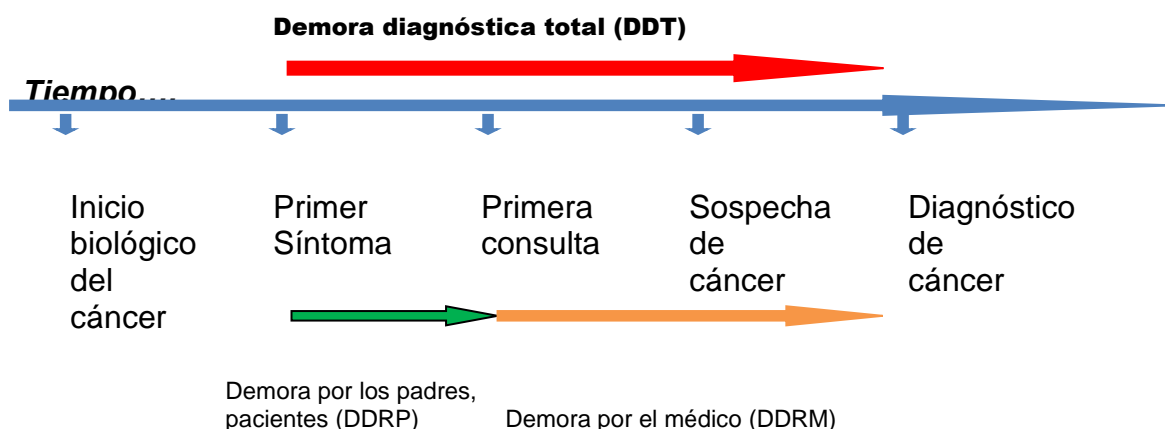 Demora diagnóstica total (DDT)
Tiempo....
Inicio
biológico
del
cáncer
Primer
Síntoma
Primera
consulta
Sospecha
de
cáncer
Diagnóstico
de
cáncer
Demora por los padres,
pacientes (DDRP)
Demora por el médico (DDRM)